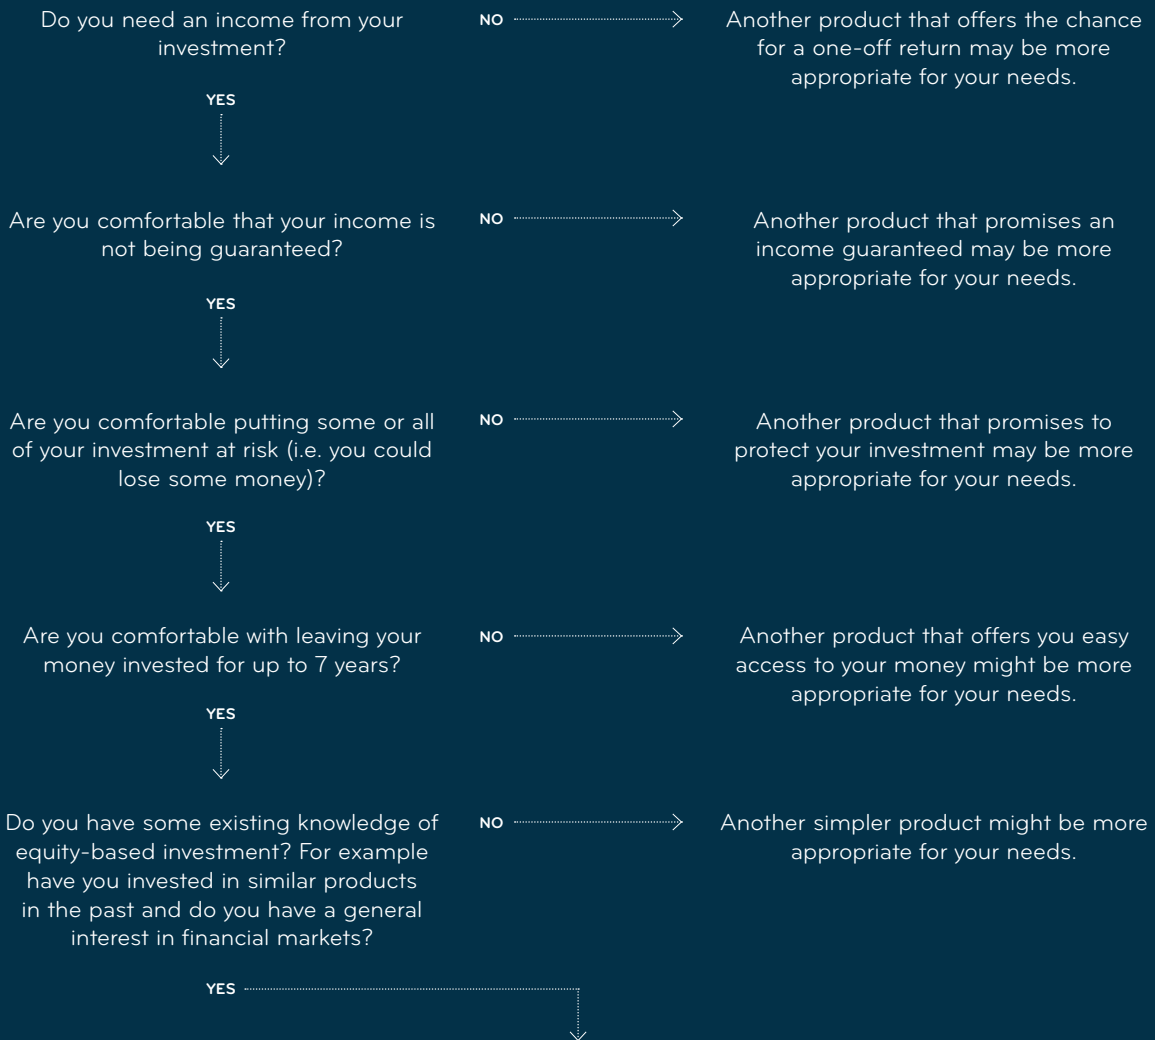 Do you need an income from your
investment?
NO
Another product that offers the chance
for a one-off return may be more
appropriate for your needs.
YES
Are you comfortable that your income is
not being guaranteed?
NO
Another product that promises an
income guaranteed may be more
appropriate for your needs.
YES
Are you comfortable putting some or all
of your investment at risk (i.e. you could
lose some money)?
NO
Another product that promises to
protect your investment may be more
appropriate for your needs.
YES
Are you comfortable with leaving your
money invested for up to 7 years?
NO
Another product that offers you easy
access to your money might be more
appropriate for your needs.
YES
Do you have some existing knowledge of
equity-based investment? For example
have you invested in similar products
in the past and do you have a general
interest in financial markets?
NO
Another simpler product might be more
appropriate for your needs.
YES